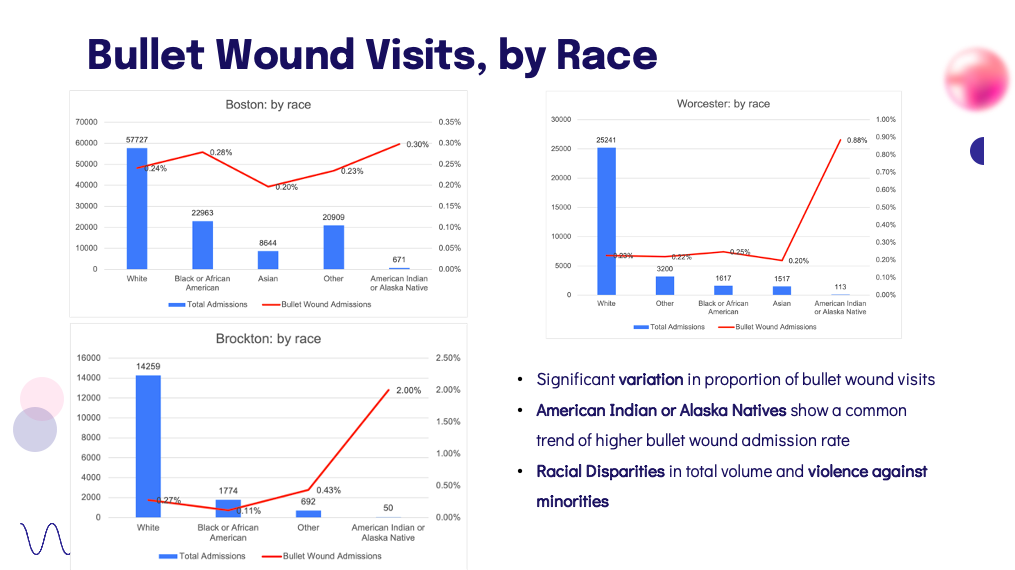 Bullet Wound Visits, by Race
Boston: by race
70000
60000
50000
40000
30000
20000
10000
0
0.35%
0.30%
0.25%
0.20%
0.15%
0.10%
0.05%
0.00%
57727
22963
8644
20909
671
0.24%
0.28%
0.20%
0.23%
0.30%
White
Black or African
American
Asian
Other
American Indian
or Alaska Native
Total Admissions
Bullet Wound Admissions
Brockton: by race
16000
14000
12000
10000
8000
6000
4000
2000
0
2.50%
2.00%
1.50%
1.00%
0.50%
0.00%
14259
1774
692
50
0.27%
0.11%
0.43%
2.00%
White
Black or African
American
Other
American Indian or
Alaska Native
Total Admissions
Bullet Wound Admissions
Worcester: by race
30000
25000
20000
15000
10000
5000
0
1.00%
0.90%
0.80%
0.70%
0.60%
0.50%
0.40%
0.30%
0.20%
0.10%
0.00%
25241
3200
1617
1517
113
0.23%
0.22%
0.25%
0.20%
0.88%
White
Other
Black or African
American
Asian
American Indian
or Alaska Native
Total Admissions
Bullet Wound Admissions
• Significant variation in proportion of bullet wound visits
• American Indian or Alaska Natives show a common
trend of higher bullet wound admission rate
• Racial Disparities in total volume and violence against
minorities